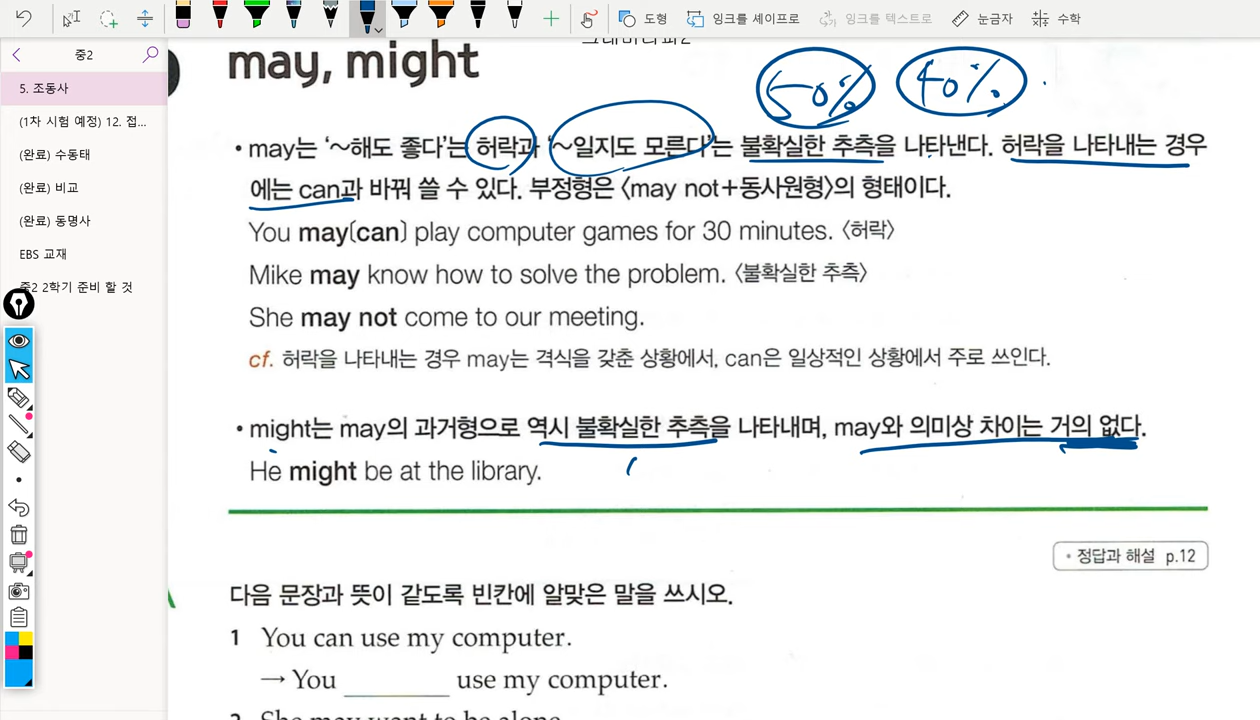 도형
잉크를 셰이프로
잉크를 텍스트로
눈금자
수학
중2
5. 조동사
(1차 시험 예정) 12. 접...
(완료) 수동태
(완료) 비교
(완료) 동명사
EBS 교재
중2 2학기 준비 할 것
may, might
50%
40%
• may는 ‘~해도 좋다’는 허락과 ‘~일지도 모른다’는 불확실한 추측을 나타낸다. 허락을 나타내는 경우
에는 can과 바꿔 쓸 수 있다. 부정형은 〈may not+동사원형〉의 형태이다.
You may(can) play computer games for 30 minutes. 〈허락〉
Mike may know how to solve the problem. 〈불확실한 추측〉
She may not come to our meeting.
cf. 허락을 나타내는 경우 may는 격식을 갖춘 상황에서, can은 일상적인 상황에서 주로 쓰인다.
• might는 may의 과거형으로 역시 불확실한 추측을 나타내며, may와 의미상 차이는 거의 없다.
He might be at the library.
• 정답과 해설 p.12
다음 문장과 뜻이 같도록 빈칸에 알맞은 말을 쓰시오.
1 You can use my computer.
→ You ________ use my computer.
2 She may want to be alone.